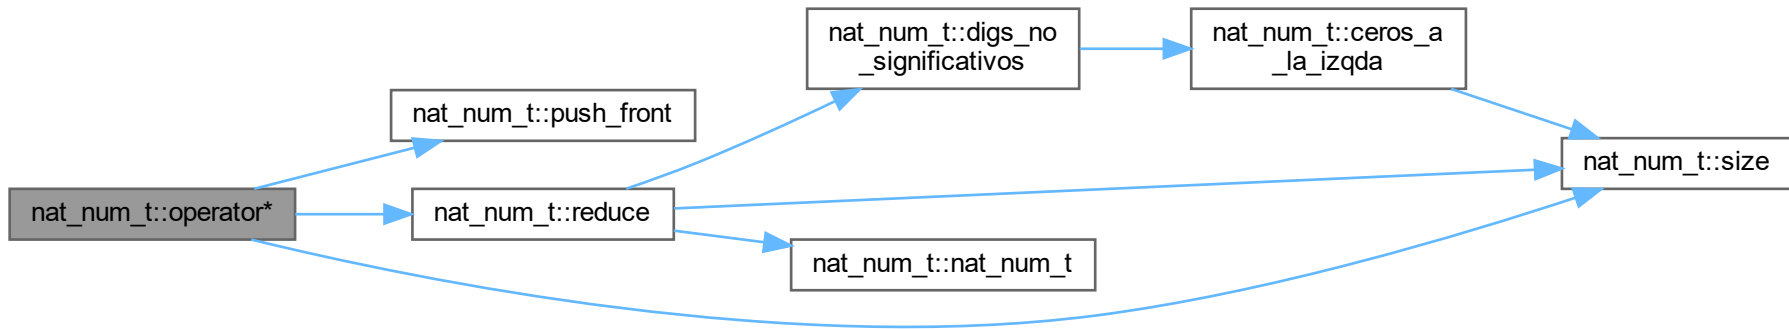 nat_num_t::operator*
nat_num_t::push_front
nat_num_t::reduce
nat_num_t::digs_no
_significativos
nat_num_t::nat_num_t
nat_num_t::ceros_a
_la_izqda
nat_num_t::size